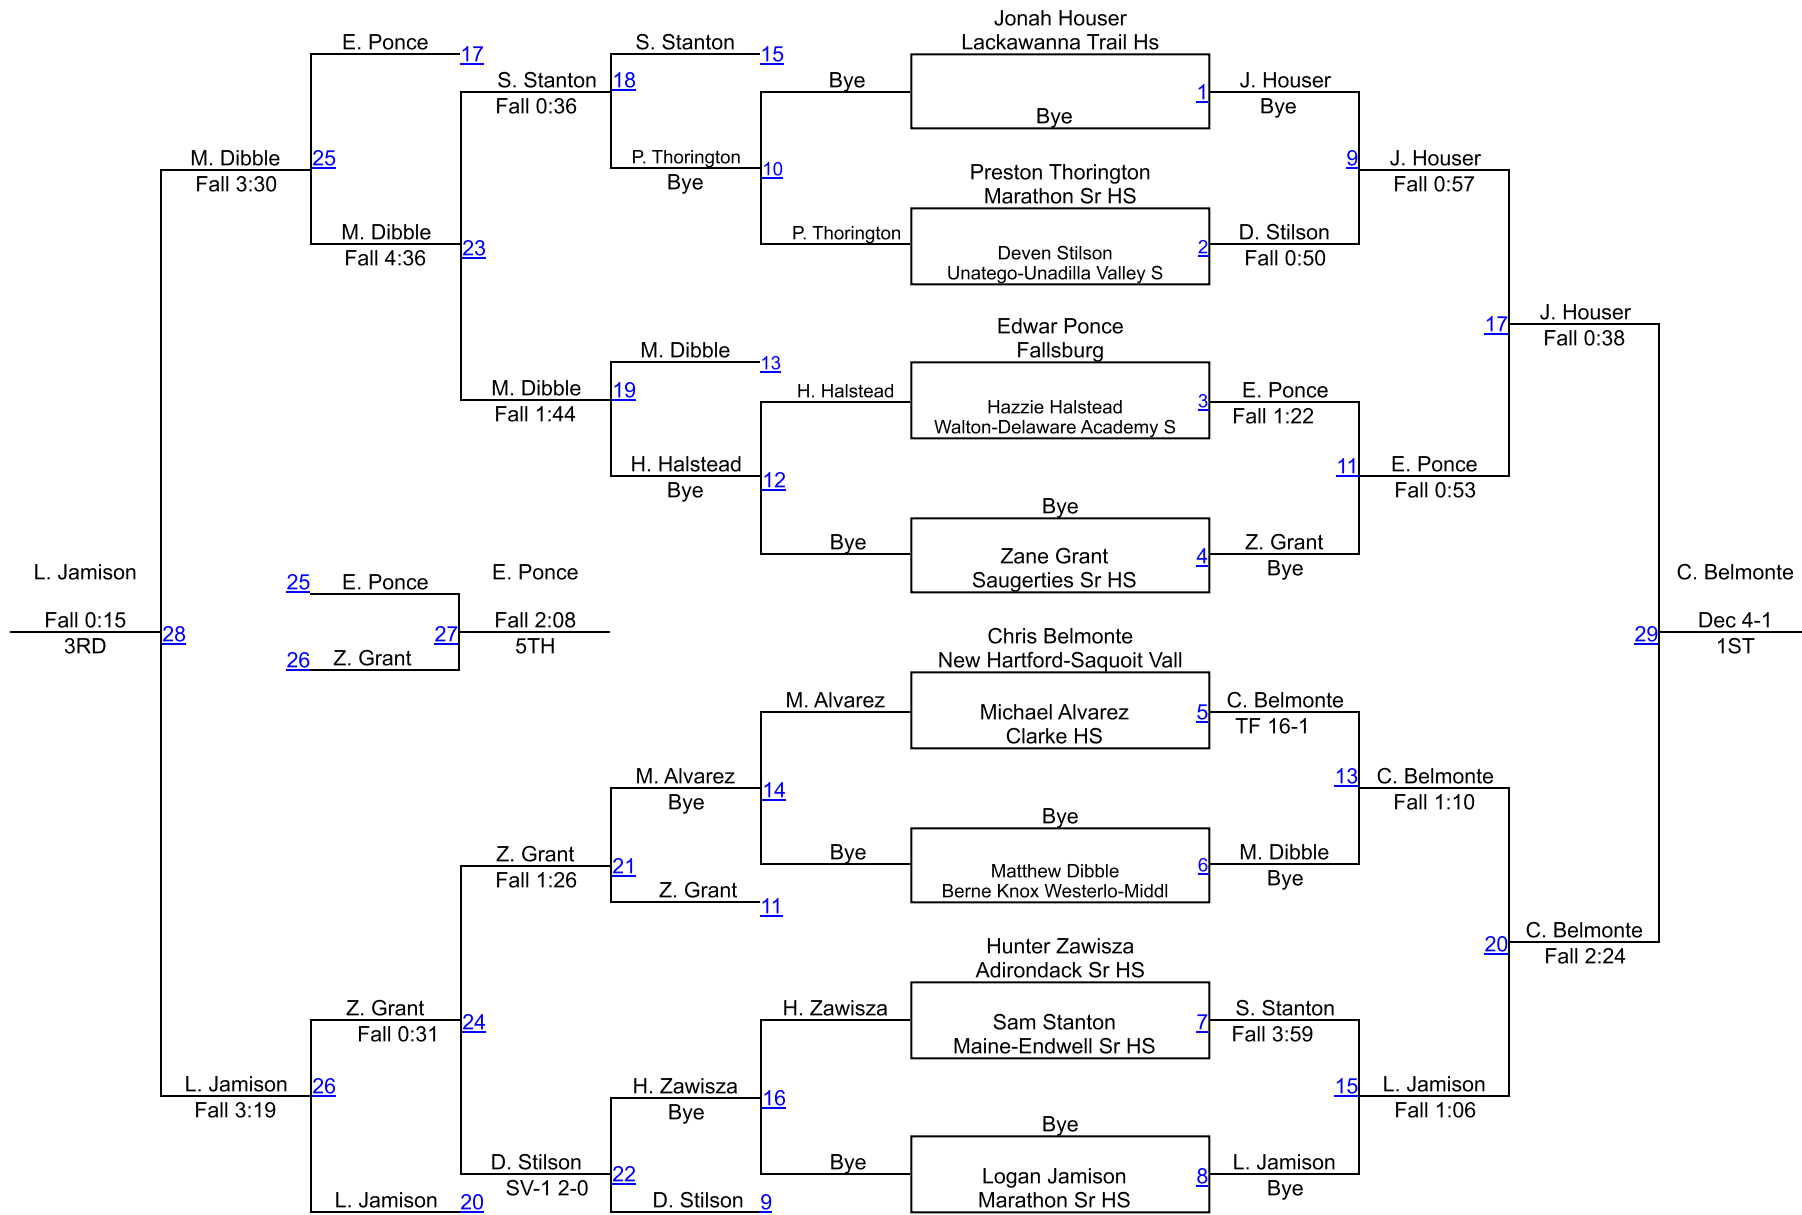 Jonah Houser
Lackawanna Trail Hs
E. Ponce
17
S. Stanton
15
S. Stanton
18
Fall 0:36
Bye
1
J. Houser
Bye
Bye
M. Dibble
25
Fall 3:30
P. Thorington
10
Bye
Preston Thorington
Marathon Sr HS
9
J. Houser
Fall 0:57
M. Dibble
23
Fall 4:36
P. Thorington
Deven Stilson
Unatego-Unadilla Valley S
2
D. Stilson
Fall 0:50
Edwar Ponce
Fallsburg
17
J. Houser
Fall 0:38
M. Dibble
13
M. Dibble
19
Fall 1:44
H. Halstead
Hazzie Halstead
Walton-Delaware Academy S
3
E. Ponce
Fall 1:22
H. Halstead
12
Bye
11
E. Ponce
Fall 0:53
Bye
Bye
Zane Grant
Saugerties Sr HS
4
Z. Grant
Bye
L. Jamison
Fall 0:15
28
3RD
25
E. Ponce
E. Ponce
27
Fall 2:08
5TH
26
Z. Grant
C. Belmonte
29
Dec 4-1
1ST
Chris Belmonte
New Hartford-Saquoit Vall
M. Alvarez
Michael Alvarez
Clarke HS
5
C. Belmonte
TF 16-1
M. Alvarez
14
Bye
13
C. Belmonte
Fall 1:10
Bye
Z. Grant
21
Fall 1:26
Bye
Matthew Dibble
Berne Knox Westerlo-Middl
6
M. Dibble
Bye
Z. Grant
11
Hunter Zawisza
Adirondack Sr HS
20
C. Belmonte
Fall 2:24
Z. Grant
24
Fall 0:31
H. Zawisza
Sam Stanton
Maine-Endwell Sr HS
7
S. Stanton
Fall 3:59
L. Jamison
26
Fall 3:19
H. Zawisza
16
Bye
15
L. Jamison
Fall 1:06
Bye
D. Stilson
22
SV-1 2-0
Bye
Logan Jamison
Marathon Sr HS
8
L. Jamison
Bye
L. Jamison
20
D. Stilson
9